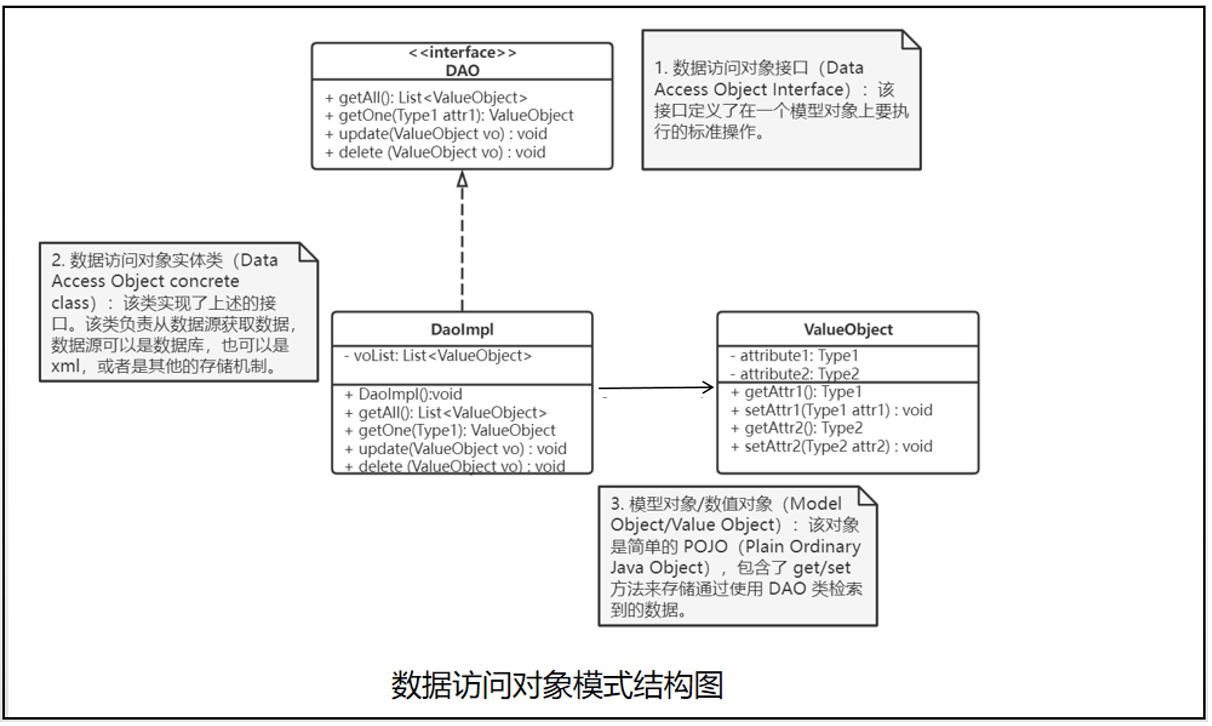 <<interface>>
DAO
+ getAll(): List<ValueObject>
+ getOne(Type1 attr1): ValueObject
+ update(ValueObject vo) : void
+ delete (ValueObject vo) : void
1. 数据访问对象接口（Data
Access Object Interface）：该
接口定义了在一个模型对象上要执
行的标准操作。
2. 数据访问对象实体类（Data
Access Object concrete
class）：该类实现了上述的接
口。该类负责从数据源获取数据，
数据源可以是数据库，也可以是
xml，或者是其他的存储机制。
DaoImpl
- voList: List<ValueObject>
+ DaoImpl():void
+ getAll(): List<ValueObject>
+ getOne(Type1): ValueObject
+ update(ValueObject vo) : void
+ delete (ValueObject vo) : void
ValueObject
- attribute1: Type1
- attribute2: Type2
+ getAttr1(): Type1
+ setAttr1(Type1 attr1) : void
+ getAttr2(): Type2
+ setAttr2(Type2 attr2) : void
3. 模型对象/数值对象（Model
Object/Value Object）：该对象
是简单的 POJO（Plain Ordinary
Java Object），包含了 get/set
方法来存储通过使用 DAO 类检索
到的数据。
数据访问对象模式结构图